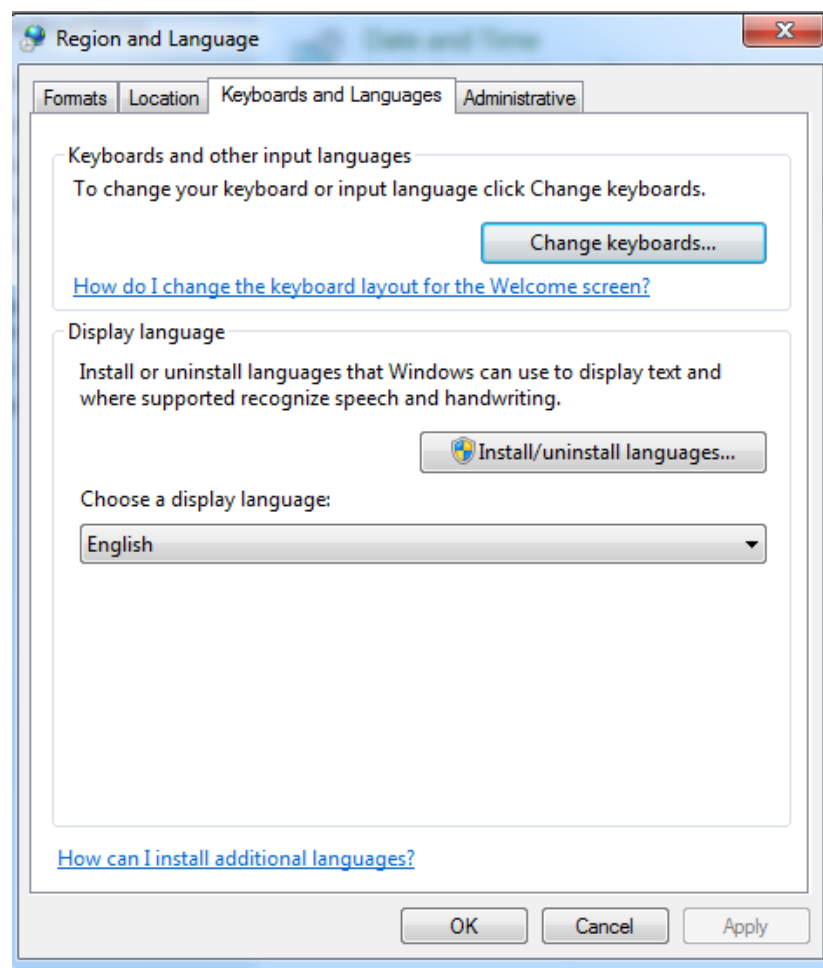 Region and Language
Date and Time
Formats Location Keyboards and Languages Administrative
Keyboards and other input languages
To change your keyboard or input language click Change keyboards.
Change keyboards...
How do I change the keyboard layout for the Welcome screen?
Display language
Install or uninstall languages that Windows can use to display text and
where supported recognize speech and handwriting.
Install/uninstall languages...
Choose a display language:
English
How can I install additional languages?
OK Cancel Apply